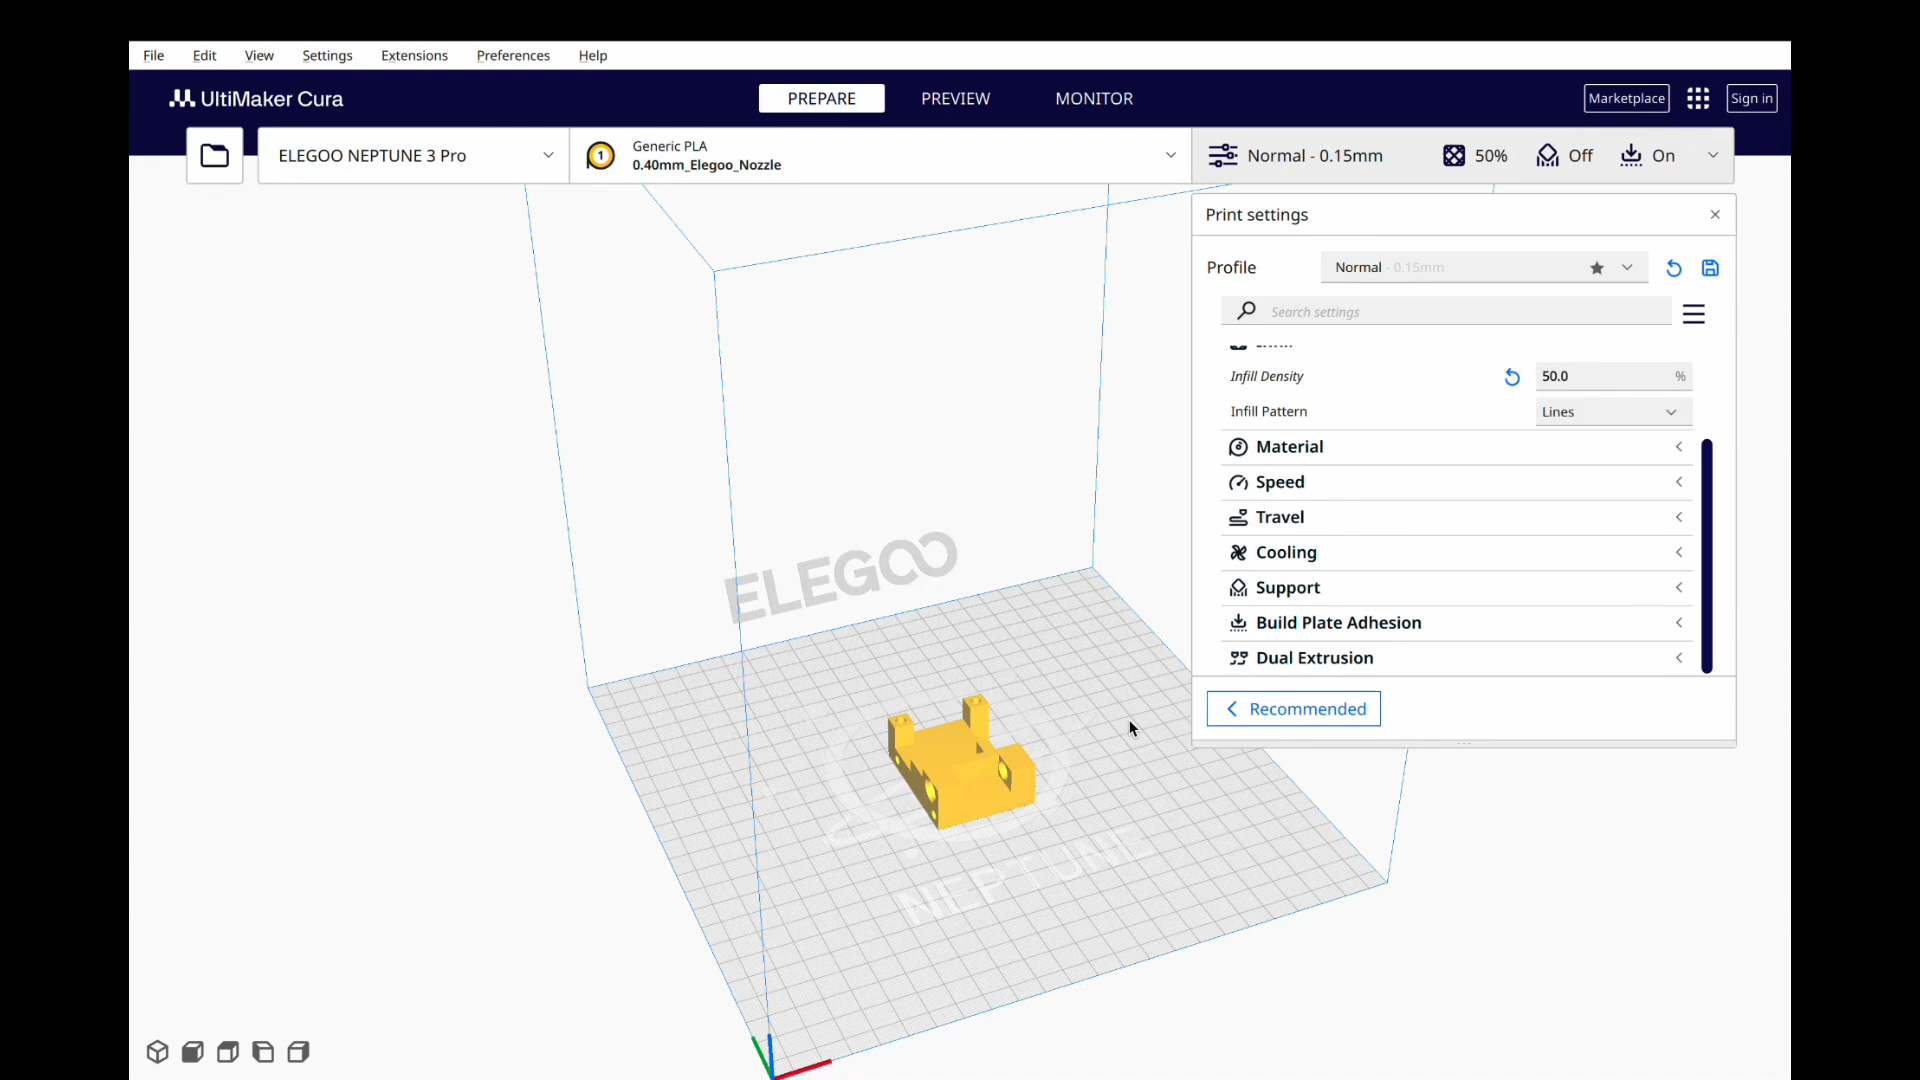 File Edit View Settings Extensions Preferences Help
UltiMaker Cura PREPARE PREVIEW MONITOR Marketplace Sign in
ELEGOO NEPTUNE 3 Pro
1
Generic PLA
0.40mm_Elegoo_Nozzle
Normal - 0.15mm 50% Off On
Print settings
Profile Normal - 0.15mm
Search settings
Infill Density 50.0 %
Infill Pattern Lines
Material
Speed
Travel
Cooling
Support
Build Plate Adhesion
Dual Extrusion
Recommended
ELEGOO
NEPTUNE